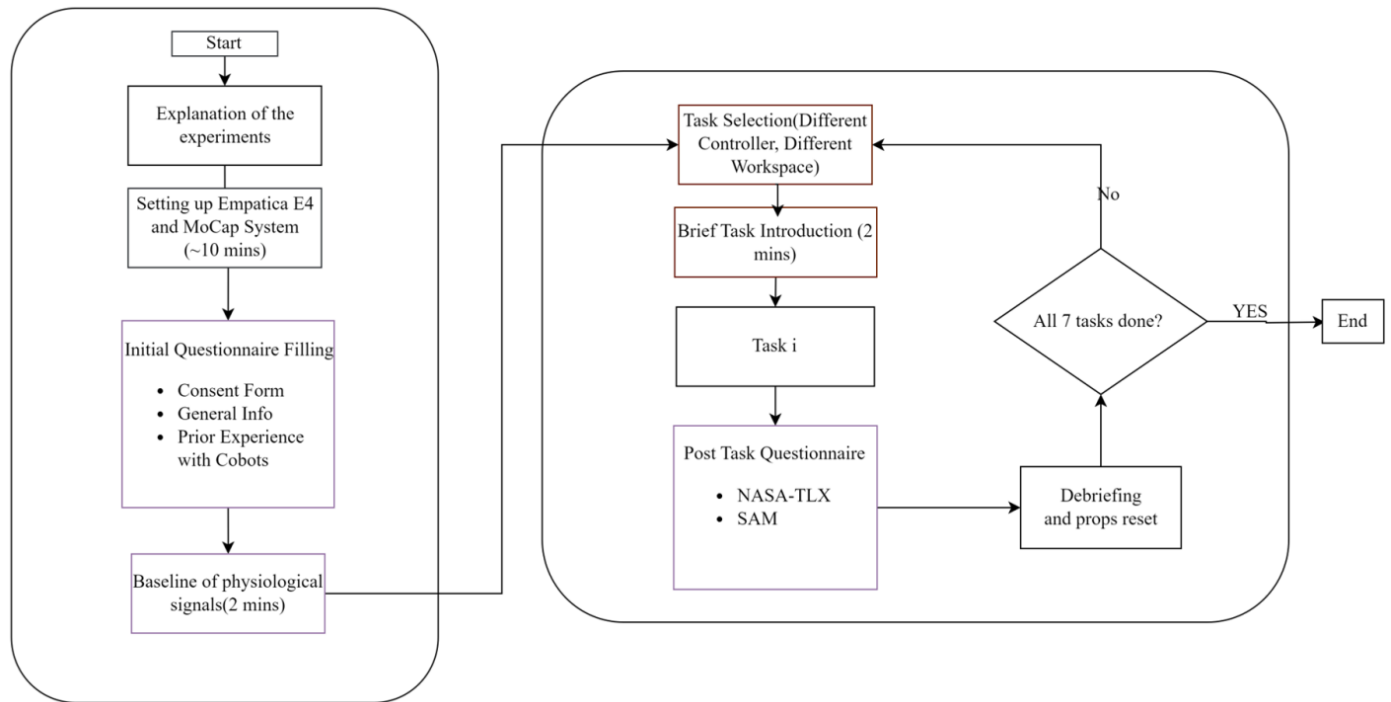 Start
Explanation of the
experiments
Setting up Empatica E4
and MoCap System
(~10 mins)
Initial Questionnaire Filling
• Consent Form
• General Info
• Prior Experience
with Cobots
Baseline of physiological
signals(2 mins)
Task Selection(Different
Controller, Different
Workspace)
Brief Task Introduction (2
mins)
Task i
Post Task Questionnaire
• NASA-TLX
• SAM
Debriefing
and props reset
All 7 tasks done?
No
YES
End